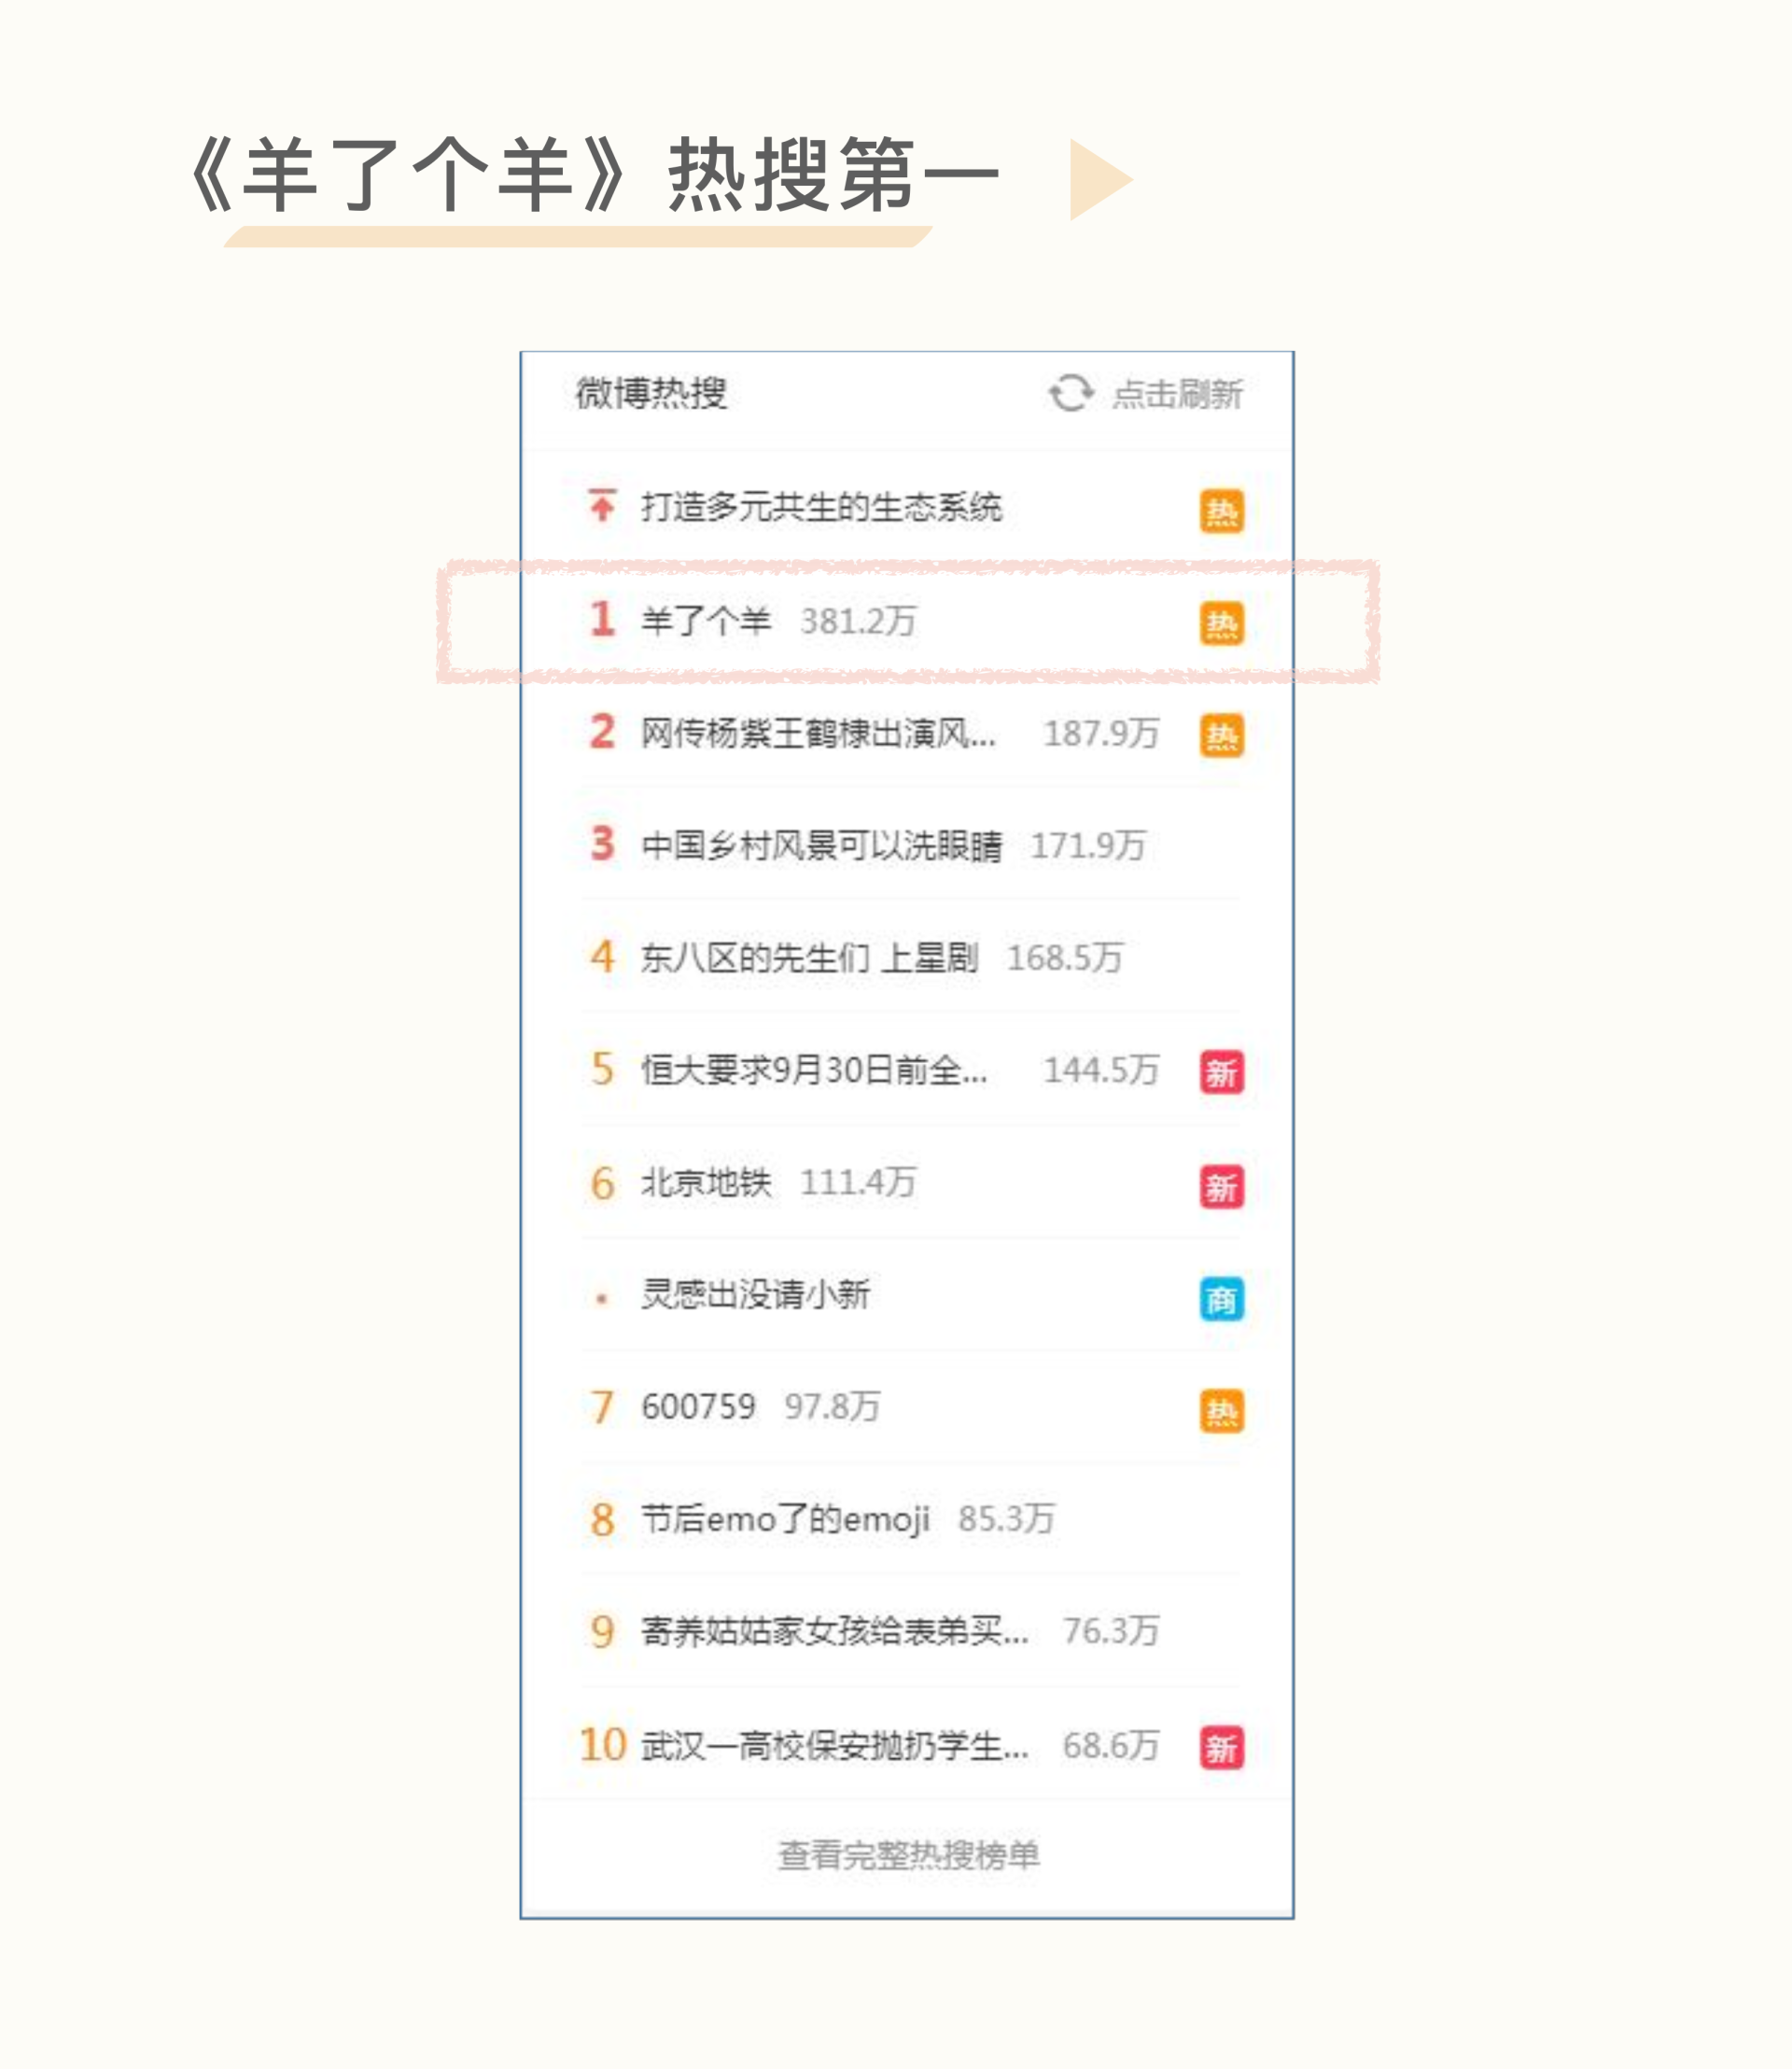 《羊了个羊》热搜第一
微博热搜 点击刷新
打造多元共生的生态系统 热
1 羊了个羊 381.2万 热
2 网传杨紫王鹤棣出演风... 187.9万 热
3 中国乡村风景可以洗眼睛 171.9万
4 东八区的先生们 上星剧 168.5万
5 恒大要求9月30日前全... 144.5万 新
6 北京地铁 111.4万 新
• 灵感出没请小新 商
7 600759 97.8万 热
8 节后emo了的emoji 85.3万
9 寄养姑姑家女孩给表弟买... 76.3万
10 武汉一高校保安抛扔学生... 68.6万 新
查看完整热搜榜单